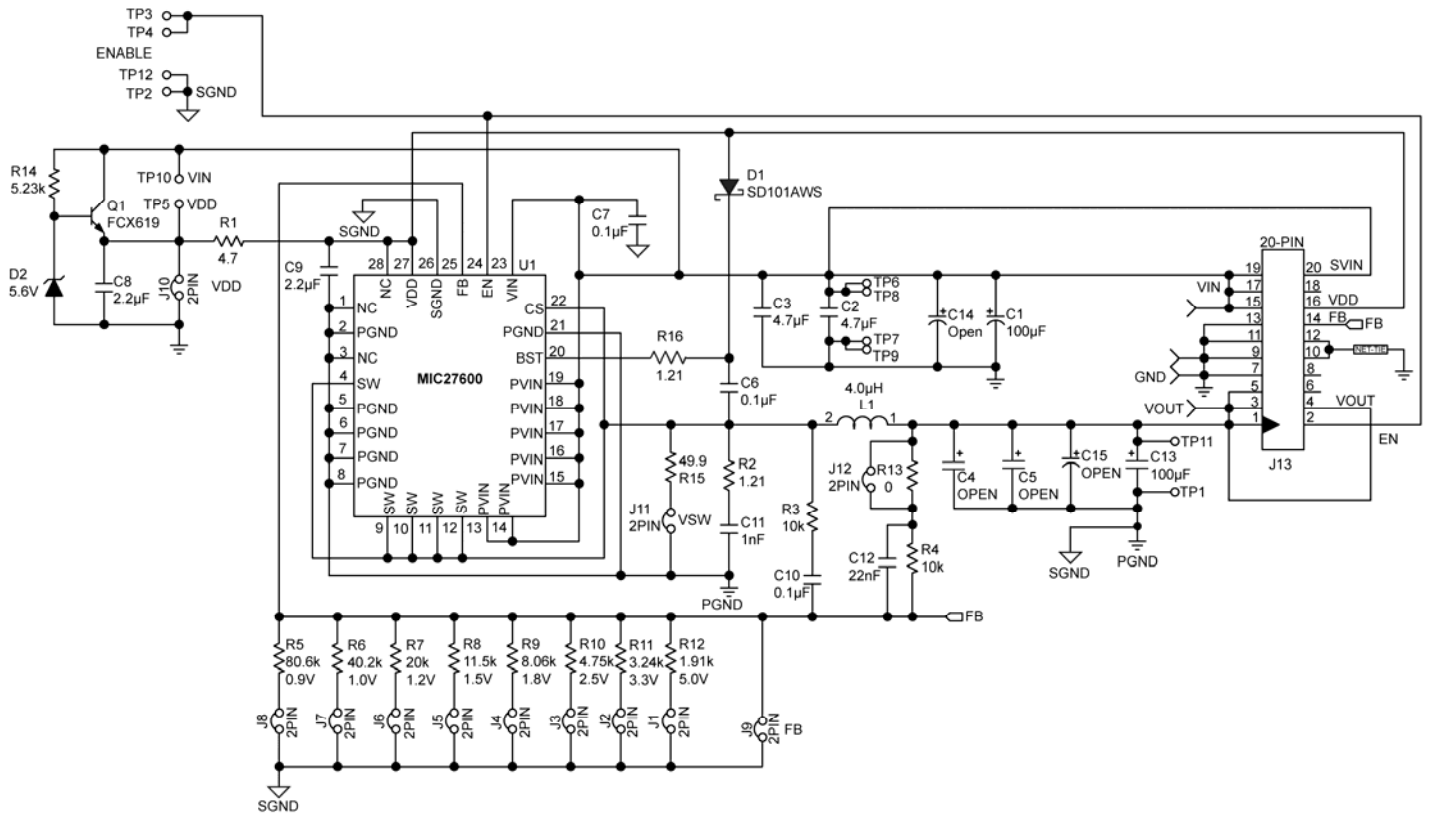 TP3
TP4
ENABLE
TP12
TP2
SGND
R14
5.23k
Q1
FCX619
TP10
VIN
TP5
VDD
R1
4.7
D2
5.6V
C8
2.2µF
J10
2PIN
VDD
C9
2.2µF
SGND
28
27
26
25
24
23
U1
NC
VDD
SGND
FB
EN
VIN
1
NC
2
PGND
3
NC
4
SW
5
PGND
6
PGND
7
PGND
8
PGND
MIC27600
CS
22
PGND
21
BST
20
PVIN
19
PVIN
18
PVIN
17
PVIN
16
PVIN
15
SW
SW
SW
SW
PVIN
PVIN
9
10
11
12
13
14
C7
0.1µF
D1
SD101AWS
R16
1.21
C6
0.1µF
C3
4.7µF
C2
4.7µF
TP6
TP8
TP7
TP9
C14
Open
C1
100µF
4.0µH
L1
2
1
49.9
R15
J11
2PIN
VSW
R2
1.21
C11
1nF
PGND
R3
10k
C10
0.1µF
J12
2PIN
R13
0
C12
22nF
R4
10k
C4
OPEN
C5
OPEN
C15
OPEN
C13
100µF
TP11
TP1
SGND
PGND
20-PIN
19
20
SVIN
VIN
17
18
15
16
VDD
13
14
FB
FB
11
12
9
10
NET-TIE
GND
7
8
5
6
VOUT
3
4
VOUT
1
2
EN
J13
FB
R5
80.6k
0.9V
R6
40.2k
1.0V
R7
20k
1.2V
R8
11.5k
1.5V
R9
8.06k
1.8V
R10
4.75k
2.5V
R11
3.24k
3.3V
R12
1.91k
5.0V
J8
2PIN
J7
2PIN
J6
2PIN
J5
2PIN
J4
2PIN
J3
2PIN
J2
2PIN
J1
2PIN
J9
2PIN
FB
SGND